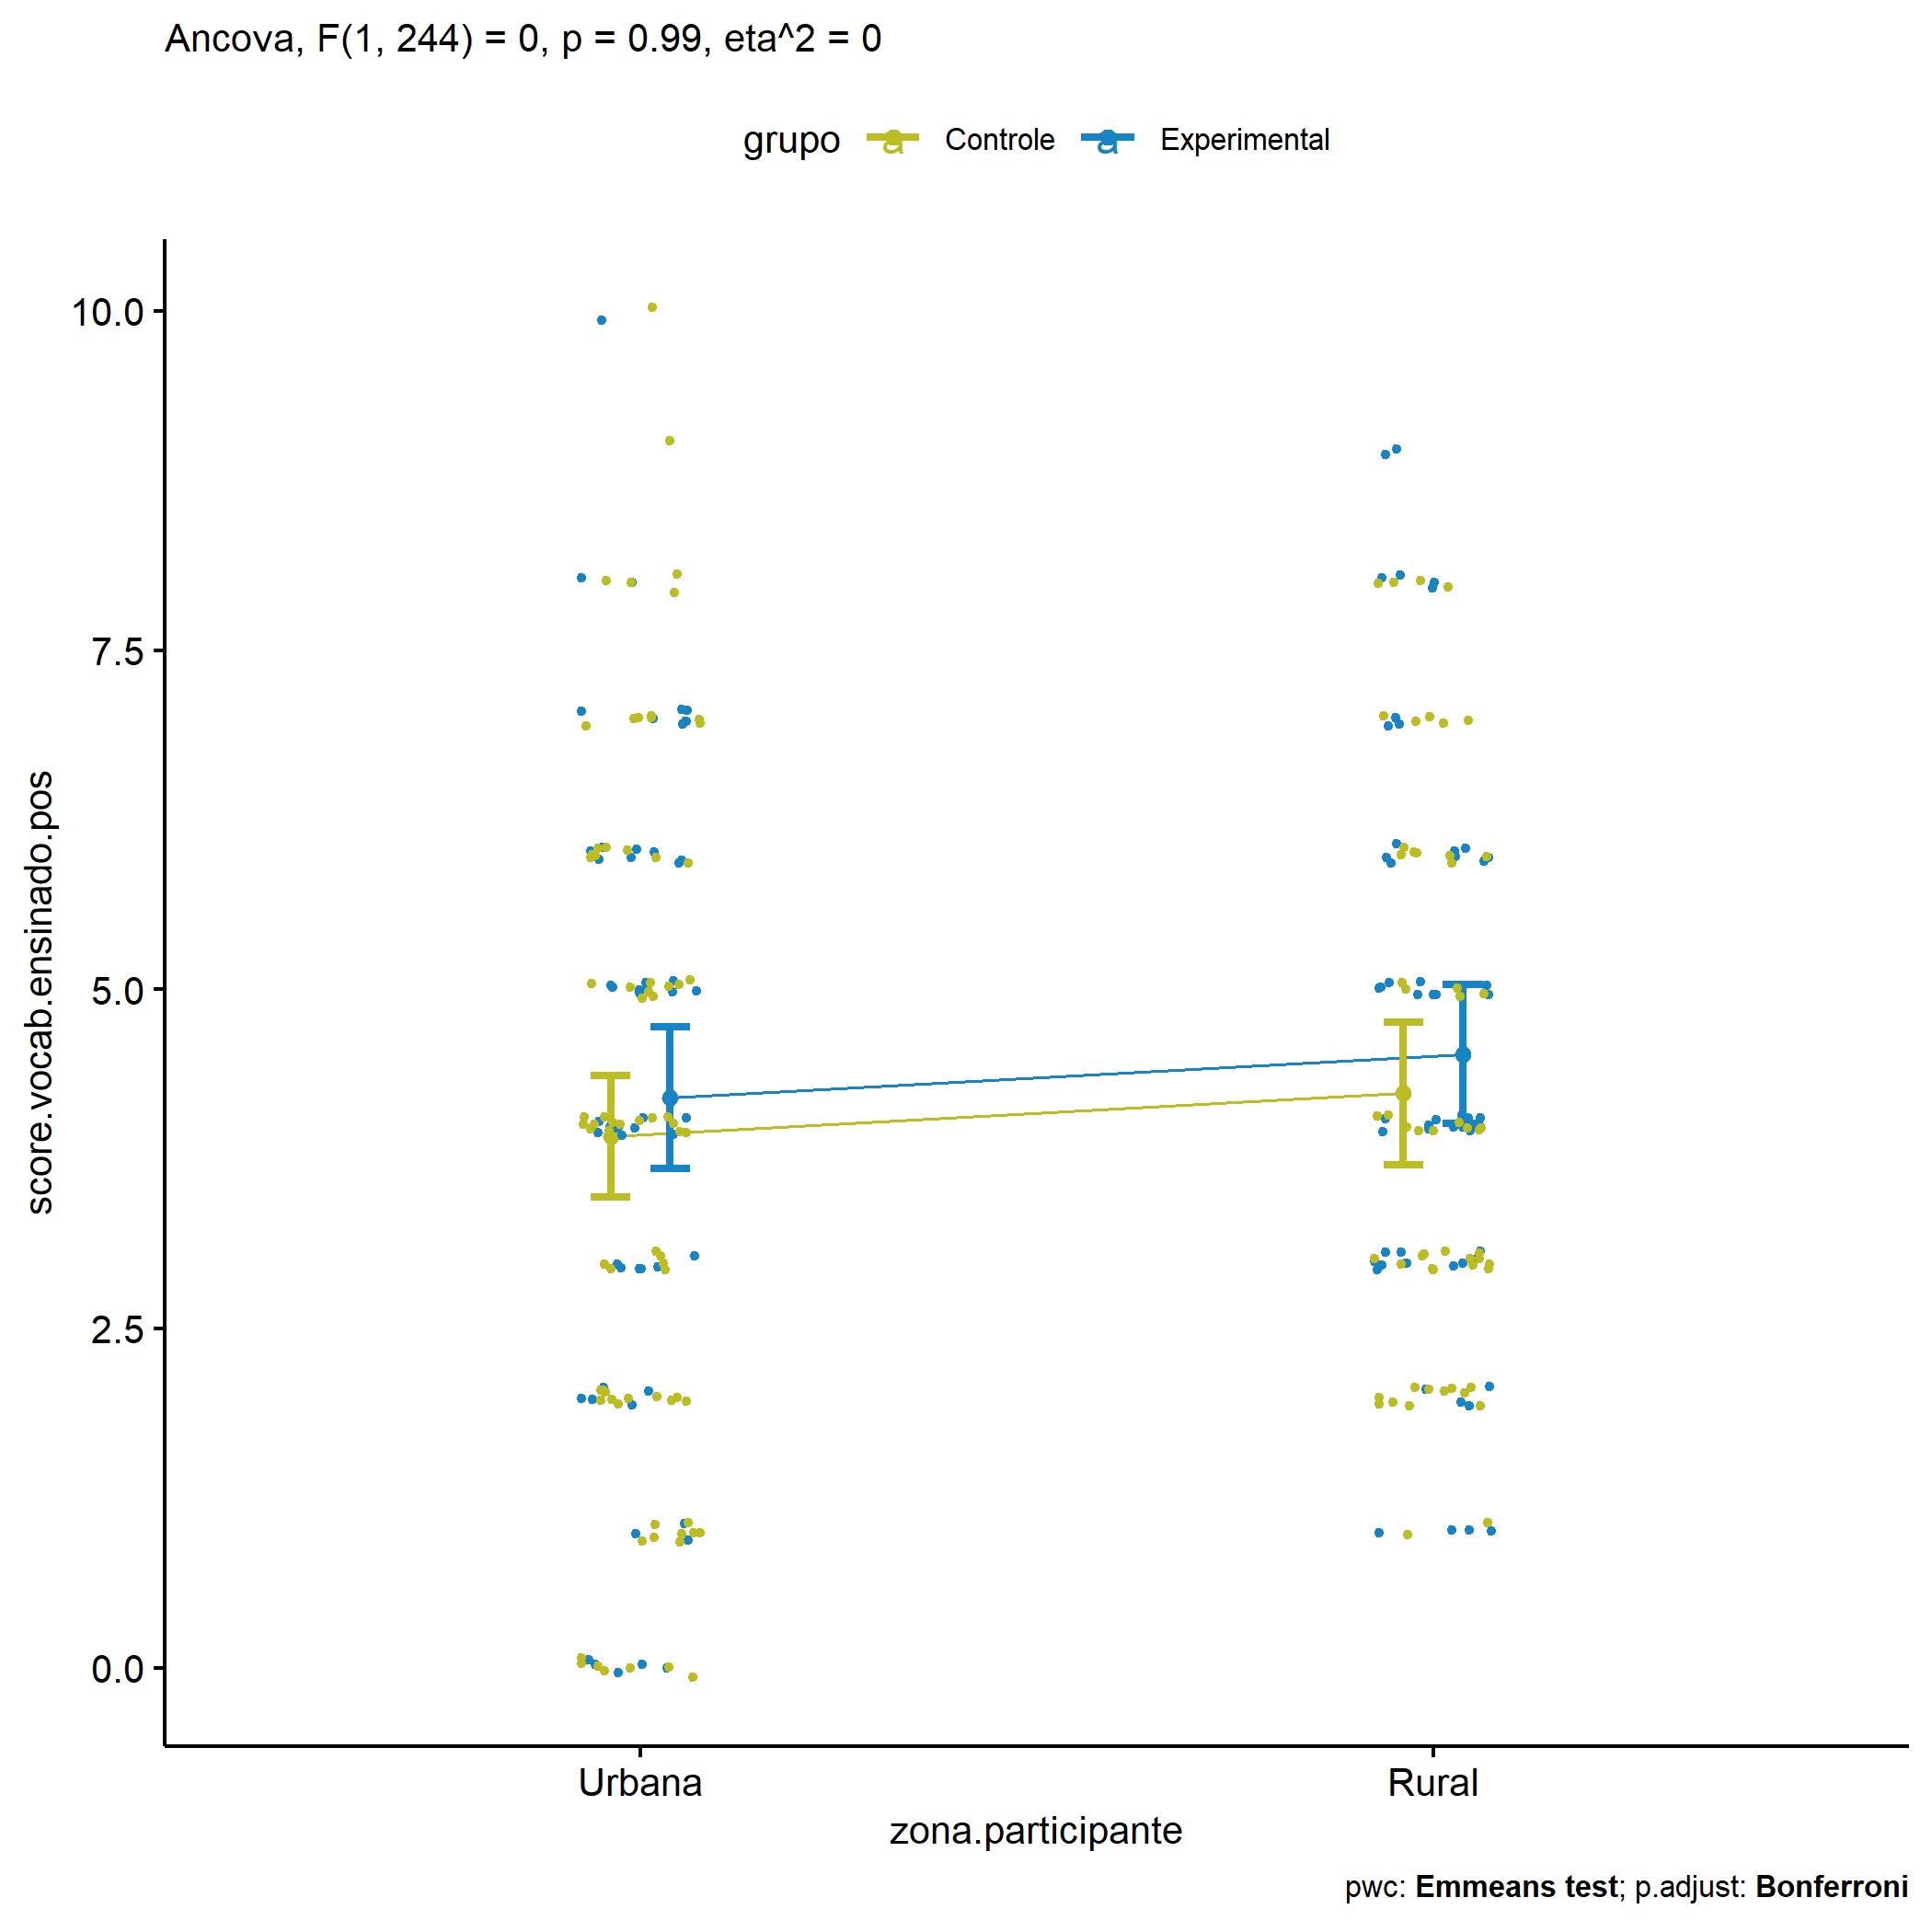 Ancova, F(1, 244) = 0, p = 0.99, eta^2 = 0
grupo a Controle a Experimental
10.0
7.5
5.0
2.5
0.0
score.vocab.ensinado.pos
Urbana Rural
zona.participante
pwc: Emmeans test; p.adjust: Bonferroni